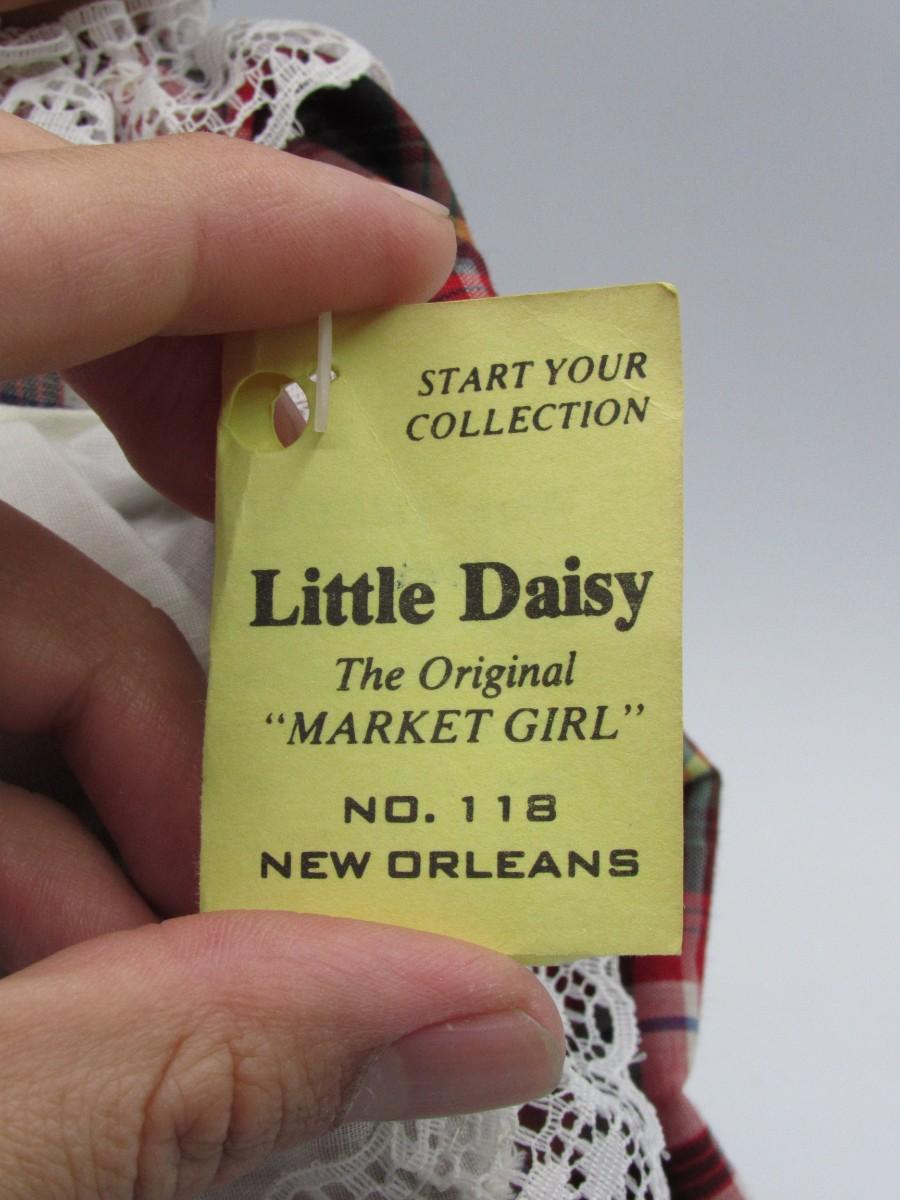 START YOUR
COLLECTION
Little Daisy
The Original
“MARKET GIRL”
NO. 118
NEW ORLEANS